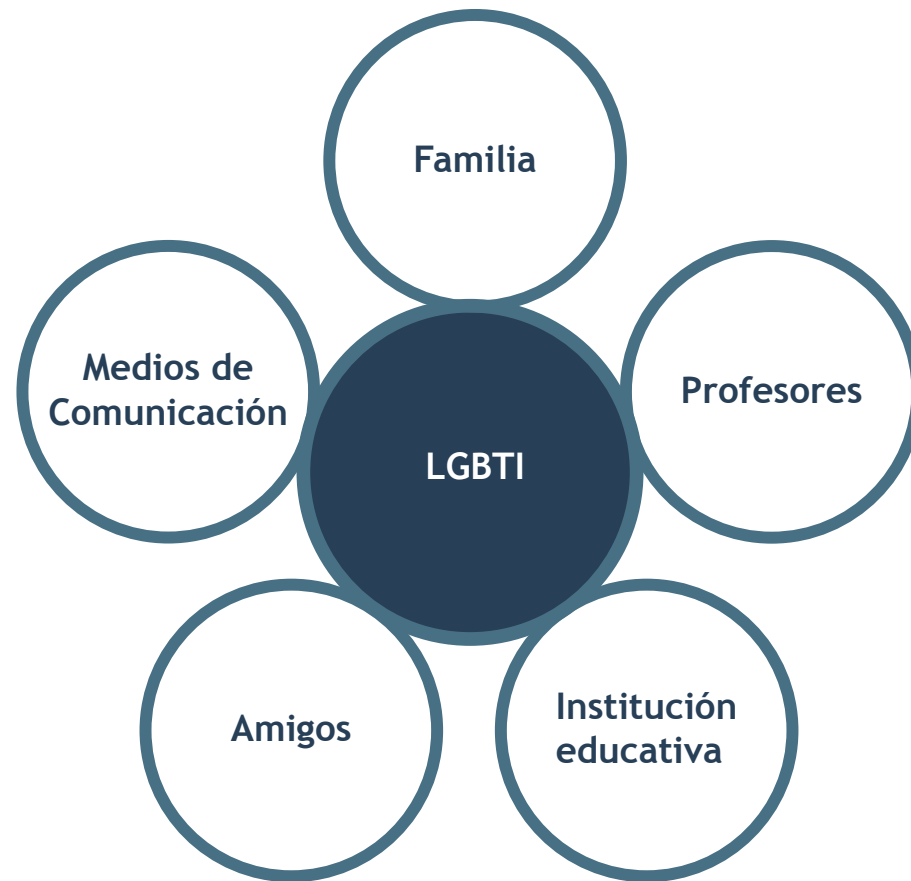 Familia
Medios de
Comunicación
Profesores
LGBTI
Amigos
Institución
educativa